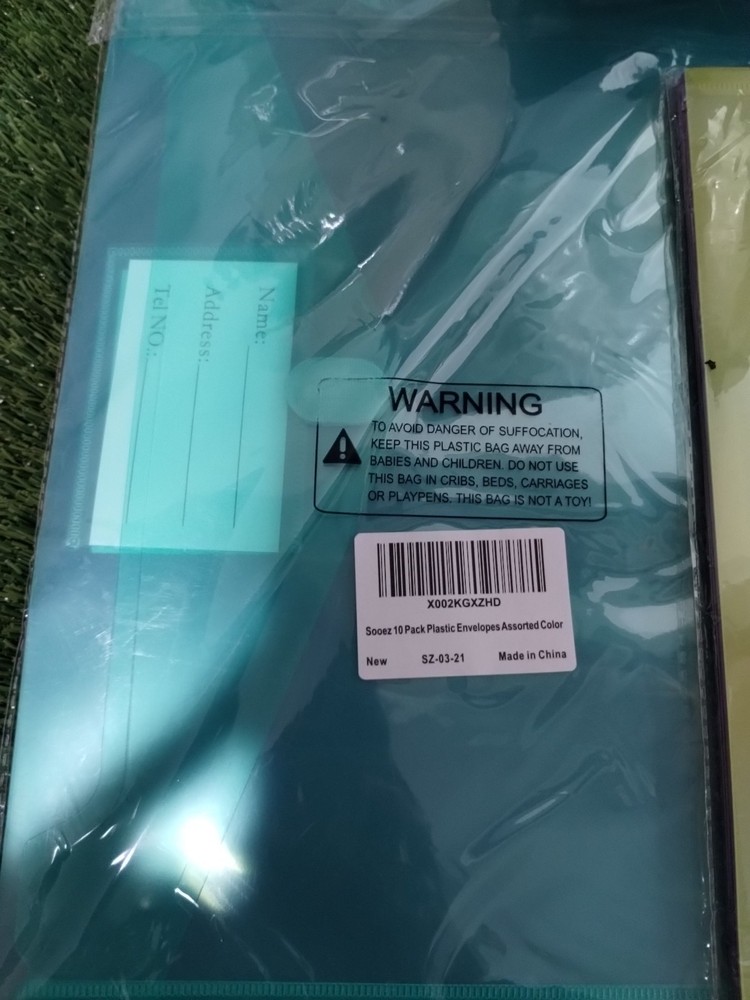 Name:
Address:
Tel NO.:
WARNING
TO AVOID DANGER OF SUFFOCATION,
KEEP THIS PLASTIC BAG AWAY FROM
BABIES AND CHILDREN. DO NOT USE
THIS BAG IN CRIBS, BEDS, CARRIAGES
OR PLAYPENS. THIS BAG IS NOT A TOY!
X002KGXZHD
Sooez 10 Pack Plastic Envelopes Assorted Color
New SZ-03-21 Made in China